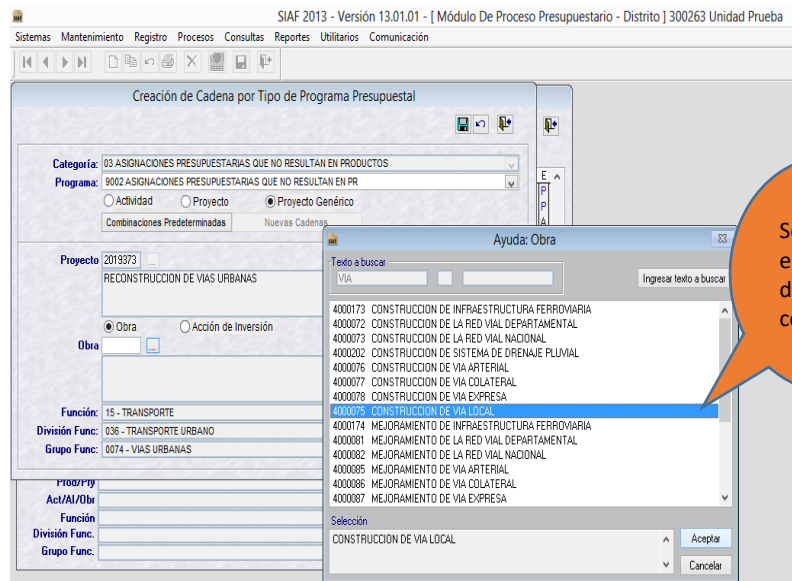 SIAF 2013 - Versión 13.01.01 - [ Módulo De Proceso Presupuestario - Distrito ] 300263 Unidad Prueba
Sistemas Mantenimiento Registro Procesos Consultas Reportes Utilitarios Comunicación
Creación de Cadena por Tipo de Programa Presupuestal
Categoría: 03 ASIGNACIONES PRESUPUESTARIAS QUE NO RESULTAN EN PRODUCTOS
Programa: 9002 ASIGNACIONES PRESUPUESTARIAS QUE NO RESULTAN EN PR
Actividad Proyecto Proyecto Genérico
Combinaciones Predeterminadas Nuevas Cadenas
Proyecto 2019373 ...
RECONSTRUCCION DE VIAS URBANAS
Obra Acción de Inversión
Obra ...
Función: 15 - TRANSPORTE
División Func: 036 - TRANSPORTE URBANO
Grupo Func: 0074 - VIAS URBANAS
Prod/Pry
Act/AI/Obr
Función
División Func.
Grupo Func.
E
P
P
A
Ayuda: Obra
Texto a buscar
VIA
Ingresar texto a buscar
4000173 CONSTRUCCION DE INFRAESTRUCTURA FERROVIARIA
4000072 CONSTRUCCION DE LA RED VIAL DEPARTAMENTAL
4000073 CONSTRUCCION DE LA RED VIAL NACIONAL
4000202 CONSTRUCCION DE SISTEMA DE DRENAJE PLUVIAL
4000076 CONSTRUCCION DE VIA ARTERIAL
4000077 CONSTRUCCION DE VIA COLATERAL
4000078 CONSTRUCCION DE VIA EXPRESA
4000075 CONSTRUCCION DE VIA LOCAL
4000174 MEJORAMIENTO DE INFRAESTRUCTURA FERROVIARIA
4000081 MEJORAMIENTO DE LA RED VIAL DEPARTAMENTAL
4000082 MEJORAMIENTO DE LA RED VIAL NACIONAL
4000085 MEJORAMIENTO DE VIA ARTERIAL
4000086 MEJORAMIENTO DE VIA COLATERAL
4000087 MEJORAMIENTO DE VIA EXPRESA
Selección
CONSTRUCCION DE VIA LOCAL
Aceptar
Cancelar